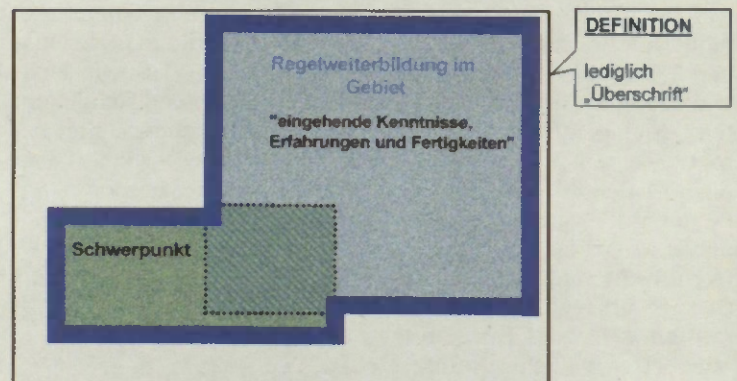 Regelweiterbildung im
Gebiet
"eingehende Kenntnisse,
Erfahrungen und Fertigkeiten"
Schwerpunkt
DEFINITION
lediglich
„Überschrift"